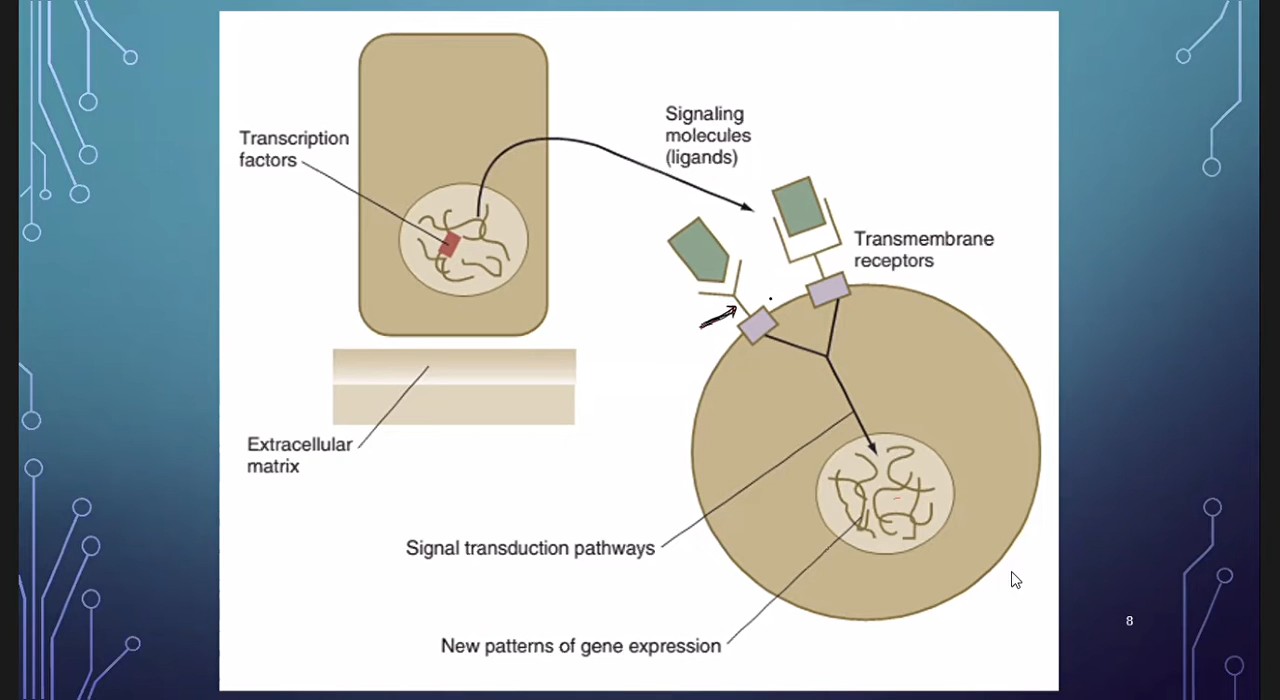 Transcription
factors
Signaling
molecules
(ligands)
Transmembrane
receptors
Extracellular
matrix
Signal transduction pathways
New patterns of gene expression
8